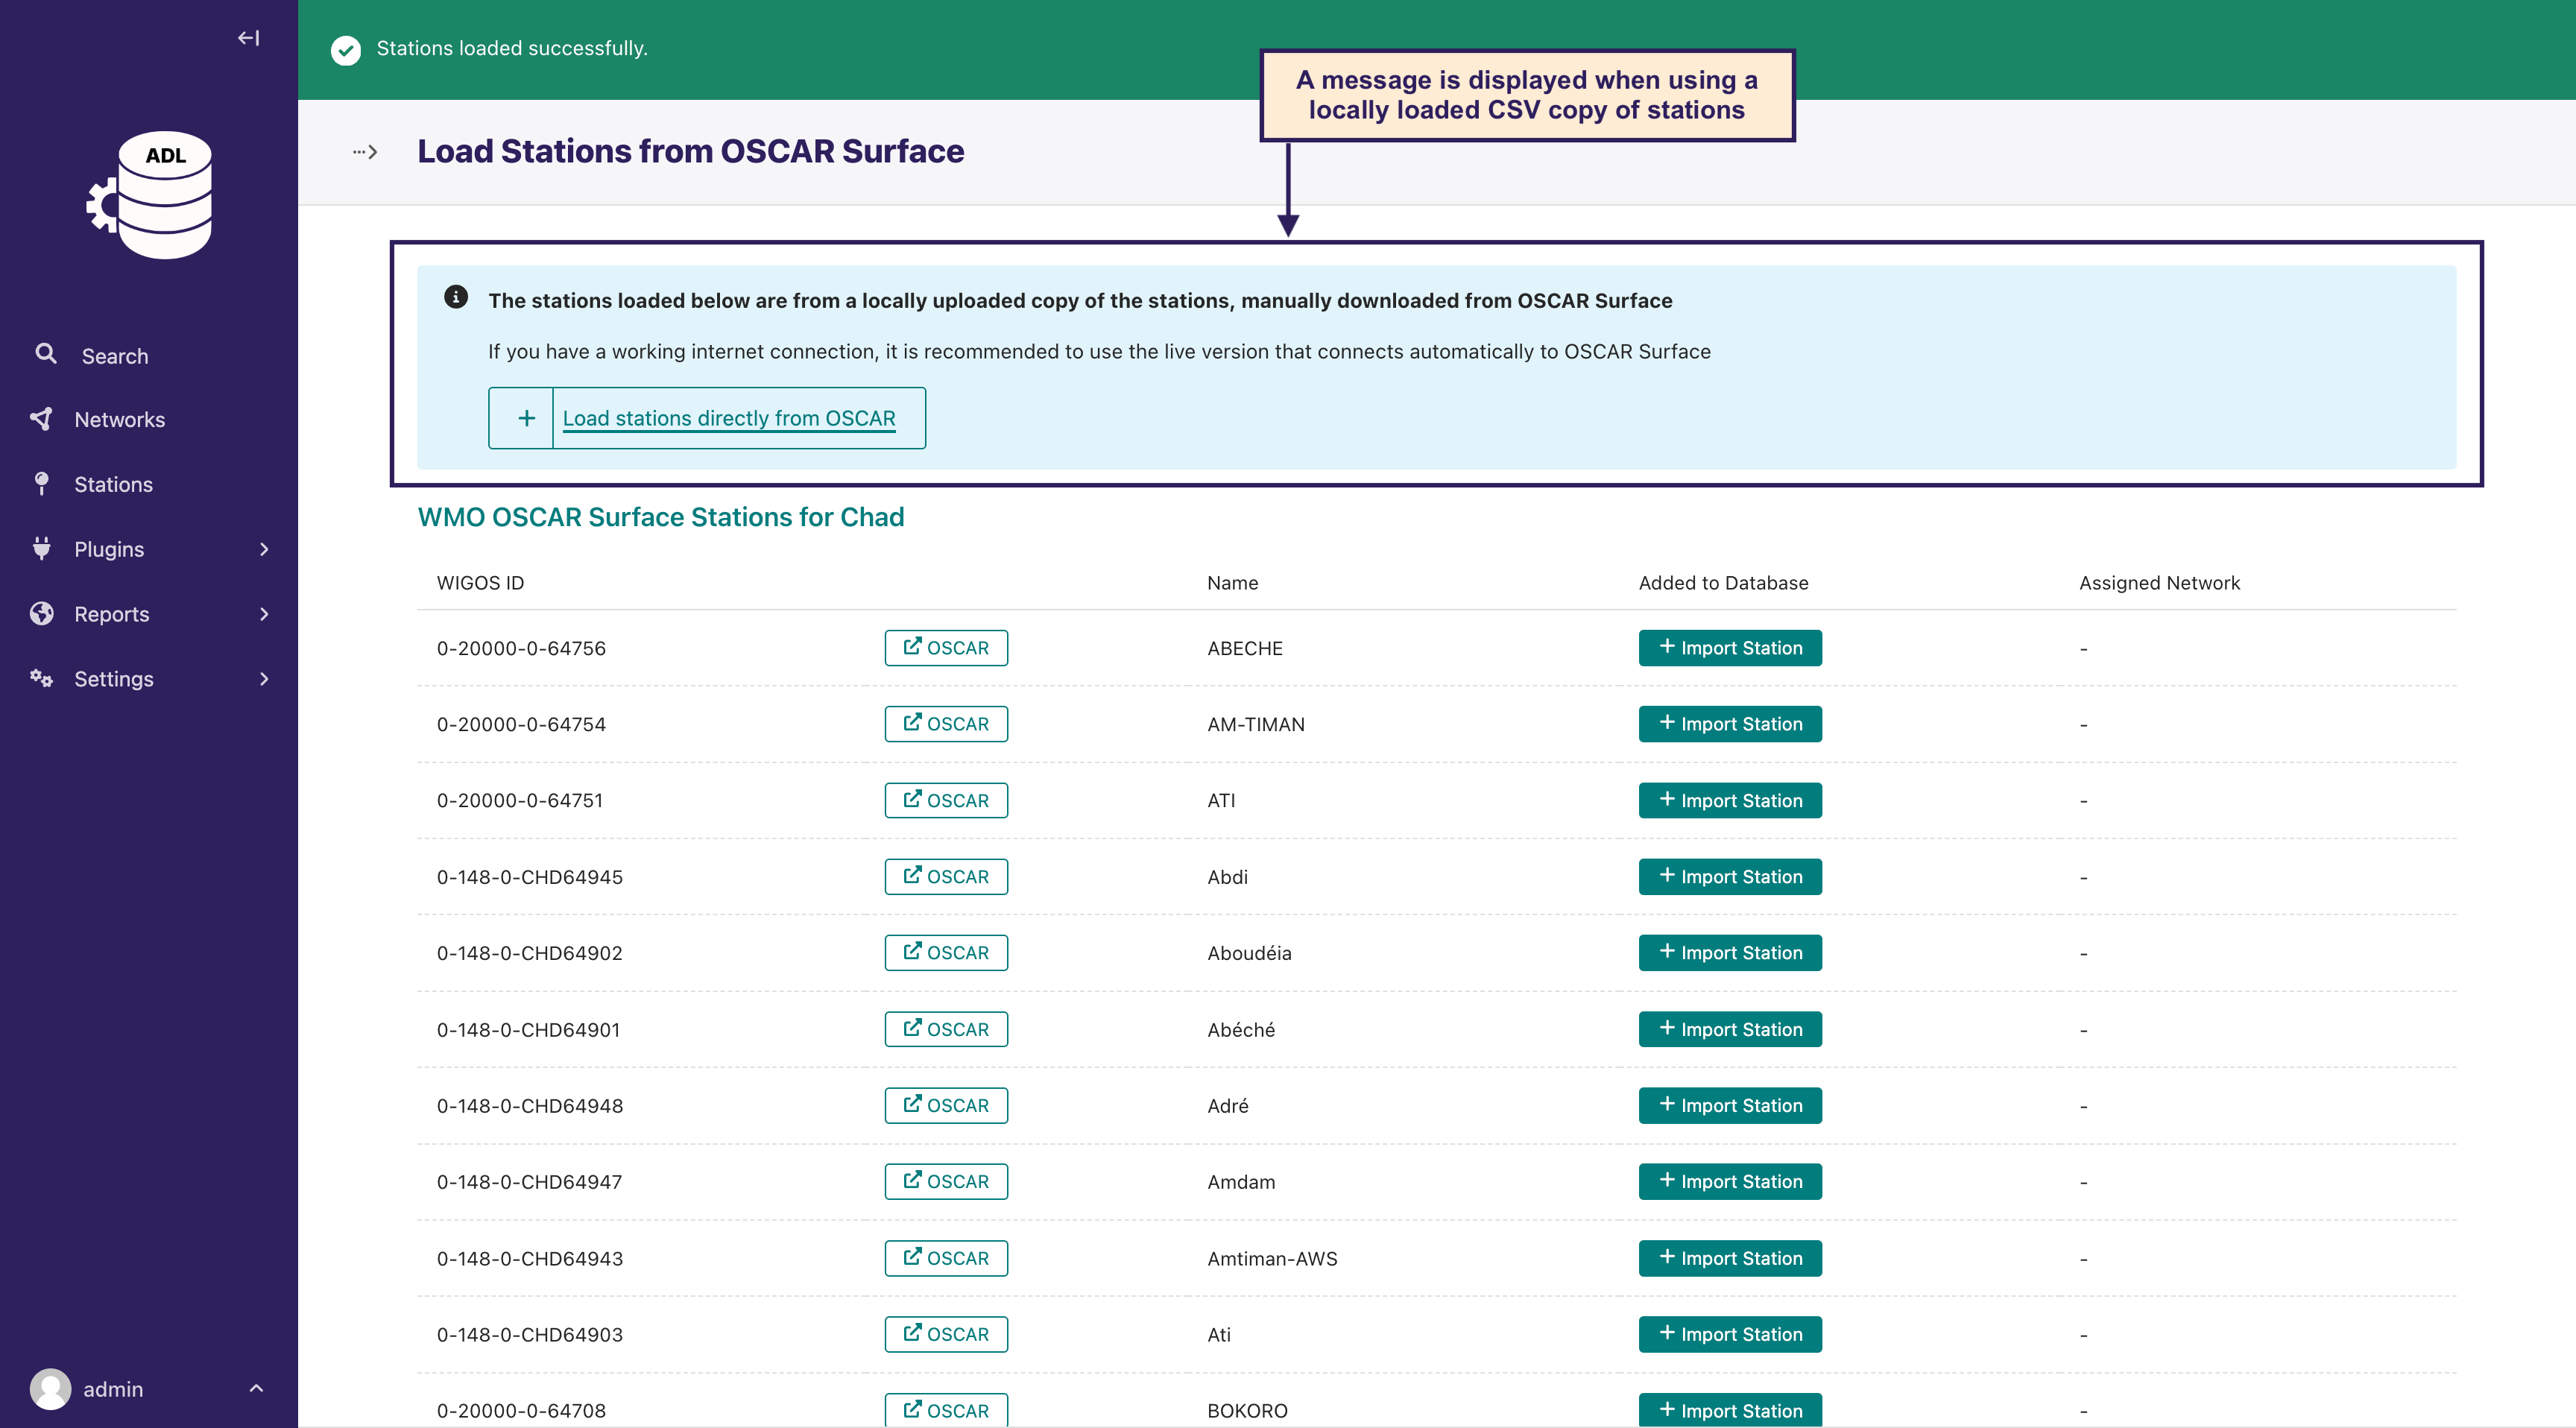 Stations loaded successfully.
A message is displayed when using a
locally loaded CSV copy of stations
ADL
Load Stations from OSCAR Surface
Search
Networks
Stations
Plugins
Reports
Settings
admin
The stations loaded below are from a locally uploaded copy of the stations, manually downloaded from OSCAR Surface
If you have a working internet connection, it is recommended to use the live version that connects automatically to OSCAR Surface
+ Load stations directly from OSCAR
WMO OSCAR Surface Stations for Chad
WIGOS ID Name Added to Database Assigned Network
0-20000-0-64756 OSCAR ABECHE + Import Station -
0-20000-0-64754 OSCAR AM-TIMAN + Import Station -
0-20000-0-64751 OSCAR ATI + Import Station -
0-148-0-CHD64945 OSCAR Abdi + Import Station -
0-148-0-CHD64902 OSCAR Aboudéia + Import Station -
0-148-0-CHD64901 OSCAR Abéché + Import Station -
0-148-0-CHD64948 OSCAR Adré + Import Station -
0-148-0-CHD64947 OSCAR Amdam + Import Station -
0-148-0-CHD64943 OSCAR Amtiman-AWS + Import Station -
0-148-0-CHD64903 OSCAR Ati + Import Station -
0-20000-0-64708 OSCAR BOKORO + Import Station -